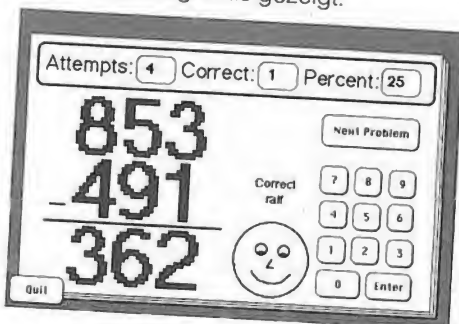 gezeigt.
Attempts: 4 Correct: 1 Percent: 25
853
-491
362
Next Problem
Correct
ralf
7 8 9
4 5 6
1 2 3
0 Enter
Quit